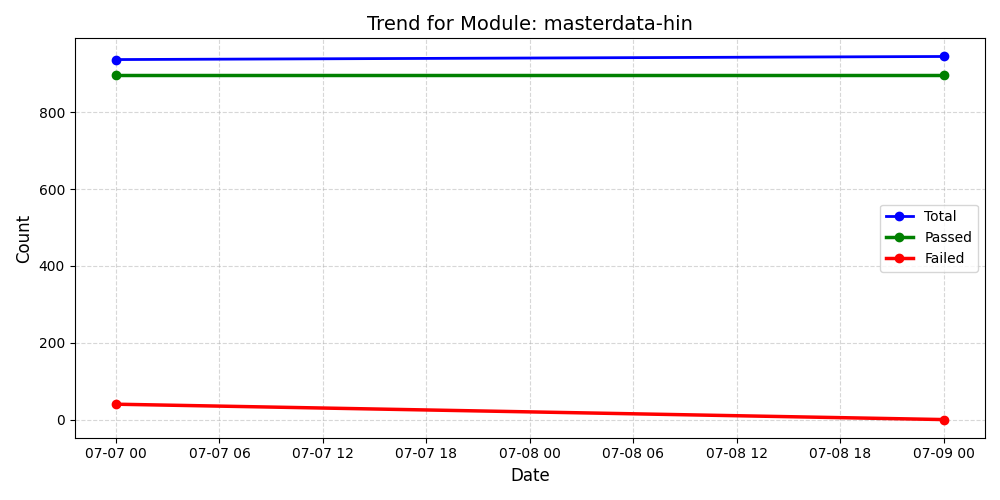 Trend for Module: masterdata-hin
Count
800
600
400
200
0
Total
Passed
Failed
07-07 00 07-07 06 07-07 12 07-07 18 07-08 00 07-08 06 07-08 12 07-08 18 07-09 00
Date